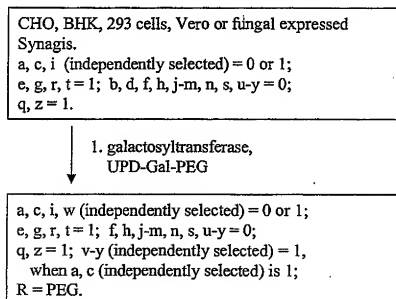 CHO, BHK, 293 cells, Vero or fungal expressed
Synagis.
a, c, i (independently selected) = 0 or 1;
e, g, r, t = 1; b, d, f, h, j-m, n, s, u-y = 0;
q, z = 1.
1. galactosyltransferase,
UPD-Gal-PEG
a, c, i, w (independently selected) = 0 or 1;
e, g, r, t = 1; f, h, j-m, n, s, u-y = 0;
q, z = 1; v-y (independently selected) = 1,
when a, c (independently selected) is 1;
R = PEG.